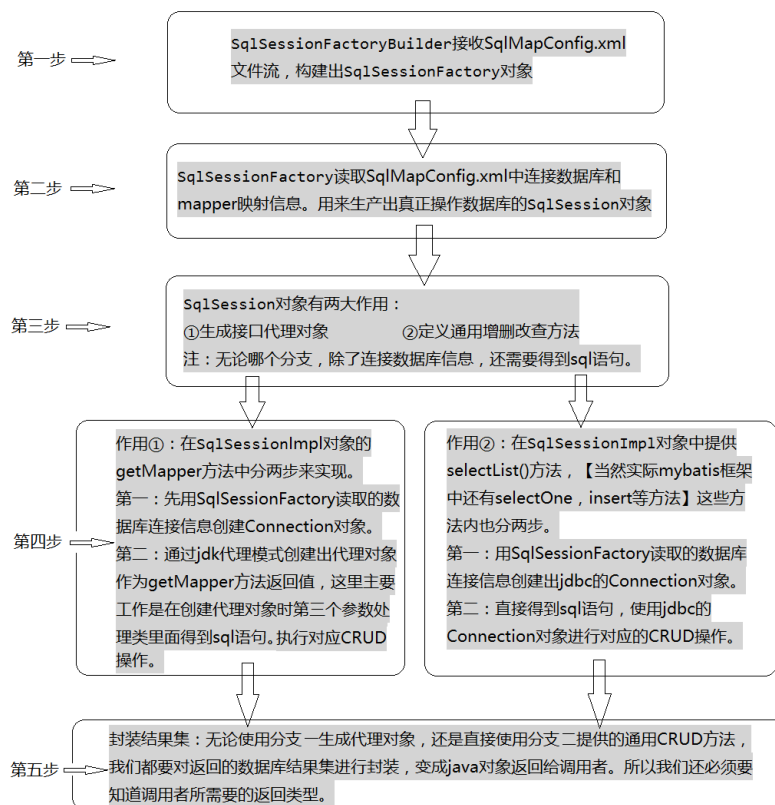 第一步
SqlSessionFactoryBuilder接收SqlMapConfig.xml
文件流，构建出SqlSessionFactory对象
第二步
SqlSessionFactory读取SqlMapConfig.xml中连接数据库和
mapper映射信息。用来生产出真正操作数据库的SqlSession对象
第三步
SqlSession对象有两大作用：
①生成接口代理对象 ②定义通用增删改查方法
注：无论哪个分支，除了连接数据库信息，还需要得到sql语句。
第四步
作用①：在SqlSessionImpl对象的
getMapper方法中分两步来实现。
第一：先用SqlSessionFactory读取的数
据库连接信息创建Connection对象。
第二：通过jdk代理模式创建出代理对象
作为getMapper方法返回值，这里主要
工作是在创建代理对象时第三个参数处
理类里面得到sql语句。执行对应CRUD
操作。
作用②：在SqlSessionImpl对象中提供
selectList()方法，【当然实际mybatis框架
中还有selectOne，insert等方法】这些方
法内也分两步。
第一：用SqlSessionFactory读取的数据库
连接信息创建出jdbc的Connection对象。
第二：直接得到sql语句，使用jdbc的
Connection对象进行对应的CRUD操作。
第五步
封装结果集：无论使用分支一生成代理对象，还是直接使用分支二提供的通用CRUD方法，
我们都要对返回的数据库结果集进行封装，变成java对象返回给调用者。所以我们还必须要
知道调用者所需要的返回类型。